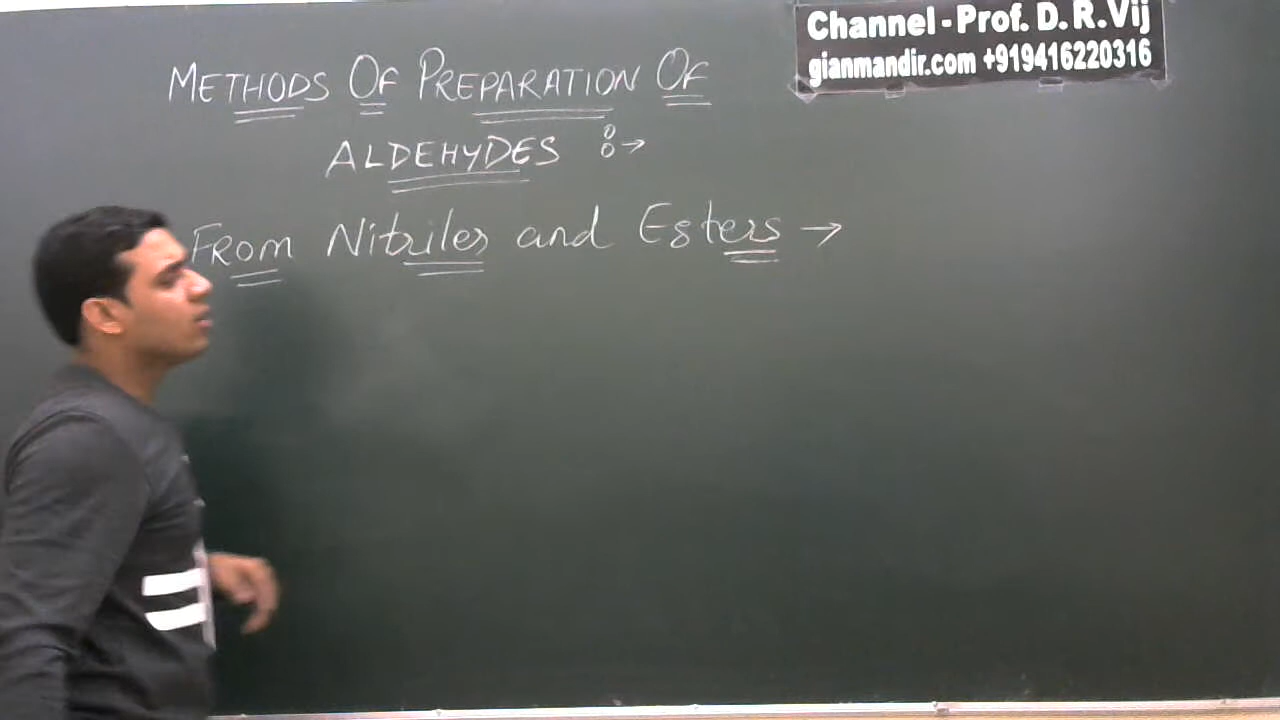 Channel - Prof. D. R. Vij
gianmandir.com +919416220316
METHODS OF PREPARATION OF
ALDEHYDES :→
FROM Nitriles and Esters →